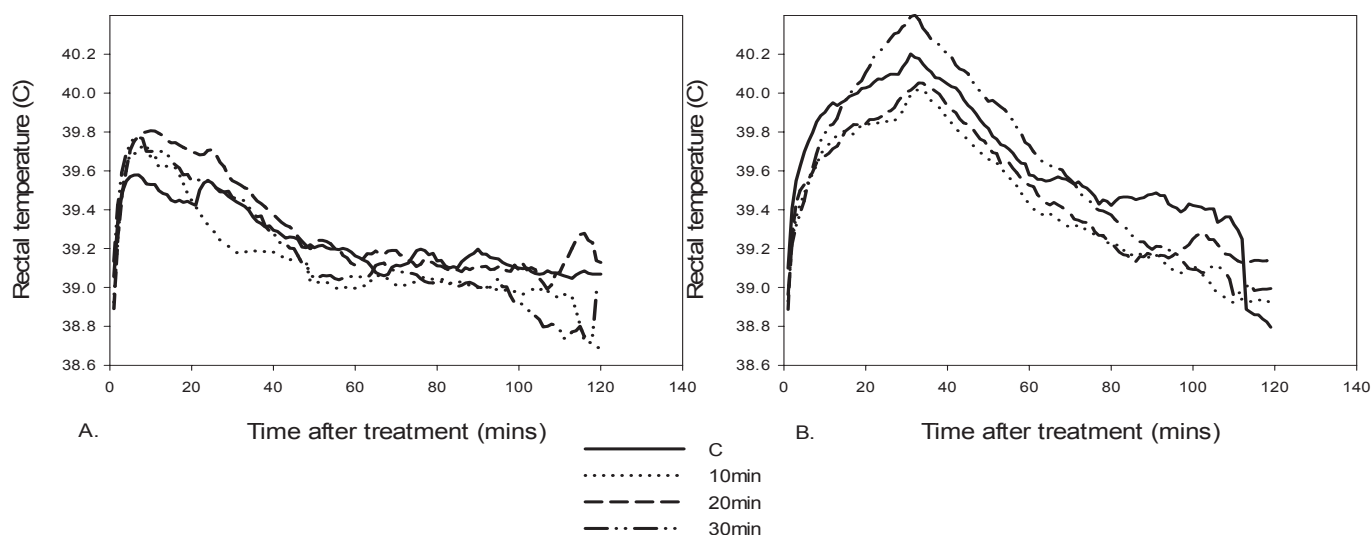 Rectal temperature (C)
40.2
40.0
39.8
39.6
39.4
39.2
39.0
38.8
38.6
0 20 40 60 80 100 120 140
A. Time after treatment (mins)
Rectal temperature (C)
40.2
40.0
39.8
39.6
39.4
39.2
39.0
38.8
38.6
0 20 40 60 80 100 120 140
B. Time after treatment (mins)
C
10min
20min
30min